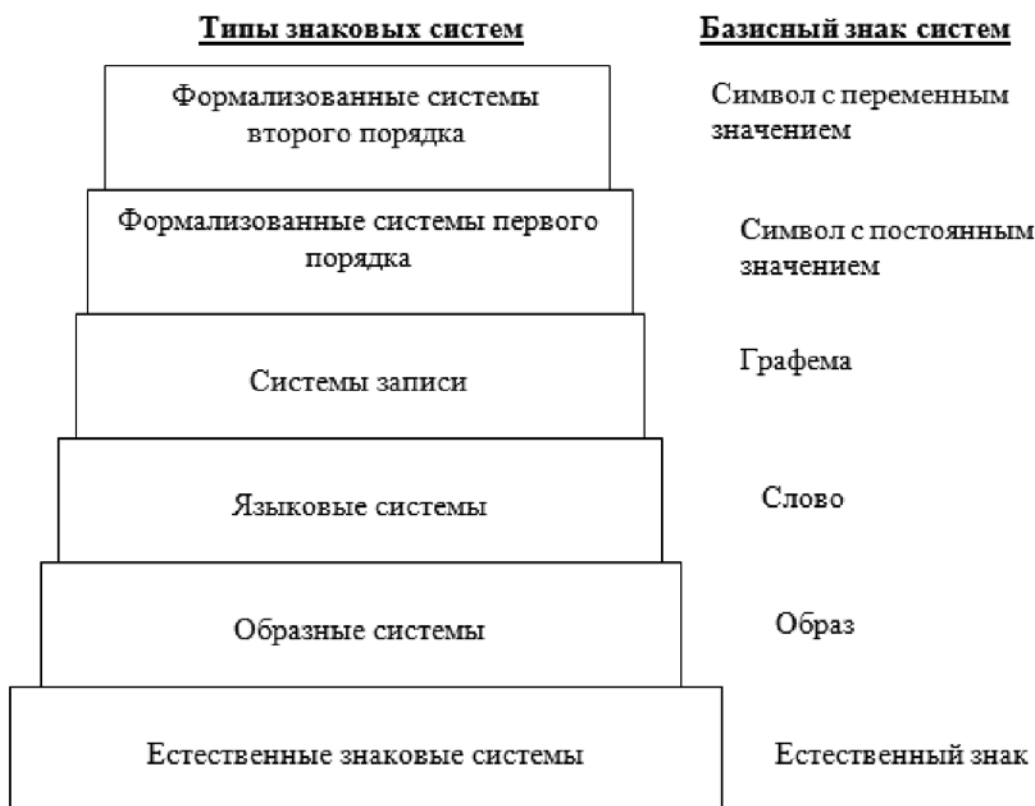 Типы знаковых систем
Базисный знак систем
Формализованные системы
второго порядка
Символ с переменным
значением
Формализованные системы первого
порядка
Символ с постоянным
значением
Системы записи
Графема
Языковые системы
Слово
Образные системы
Образ
Естественные знаковые системы
Естественный знак